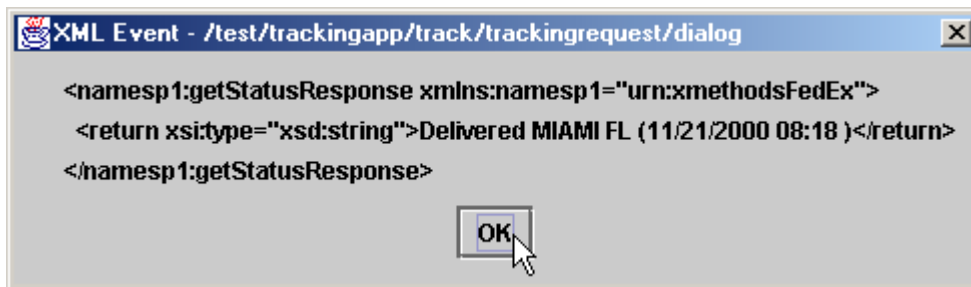 XML Event - /test/trackingapp/track/trackingrequest/dialog
<namesp1:getStatusResponse xmlns:namesp1="urn:xmethodsFedEx">
<return xsi:type="xsd:string">Delivered MIAMI FL (11/21/2000 08:18 )</return>
</namesp1:getStatusResponse>
OK